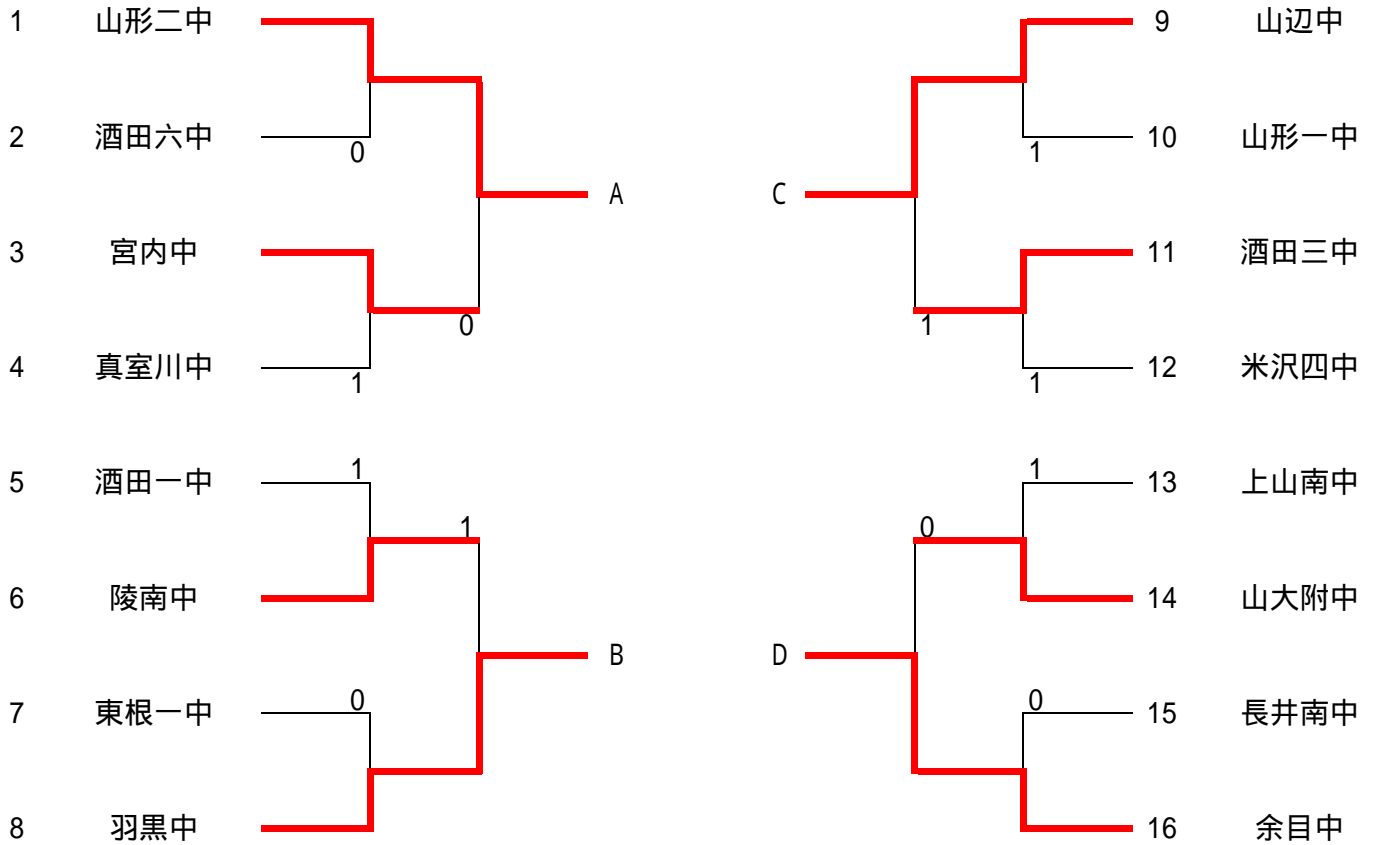 1 山形二中 9 山辺中
2 酒田六中 0 1 10 山形一中
A C
3 宮内中 11 酒田三中
0 1
4 真室川中 1 1 12 米沢四中
5 酒田一中 1 1 13 上山南中
1 0
6 陵南中 14 山大附中
B D
7 東根一中 0 0 15 長井南中
8 羽黒中 16 余目中